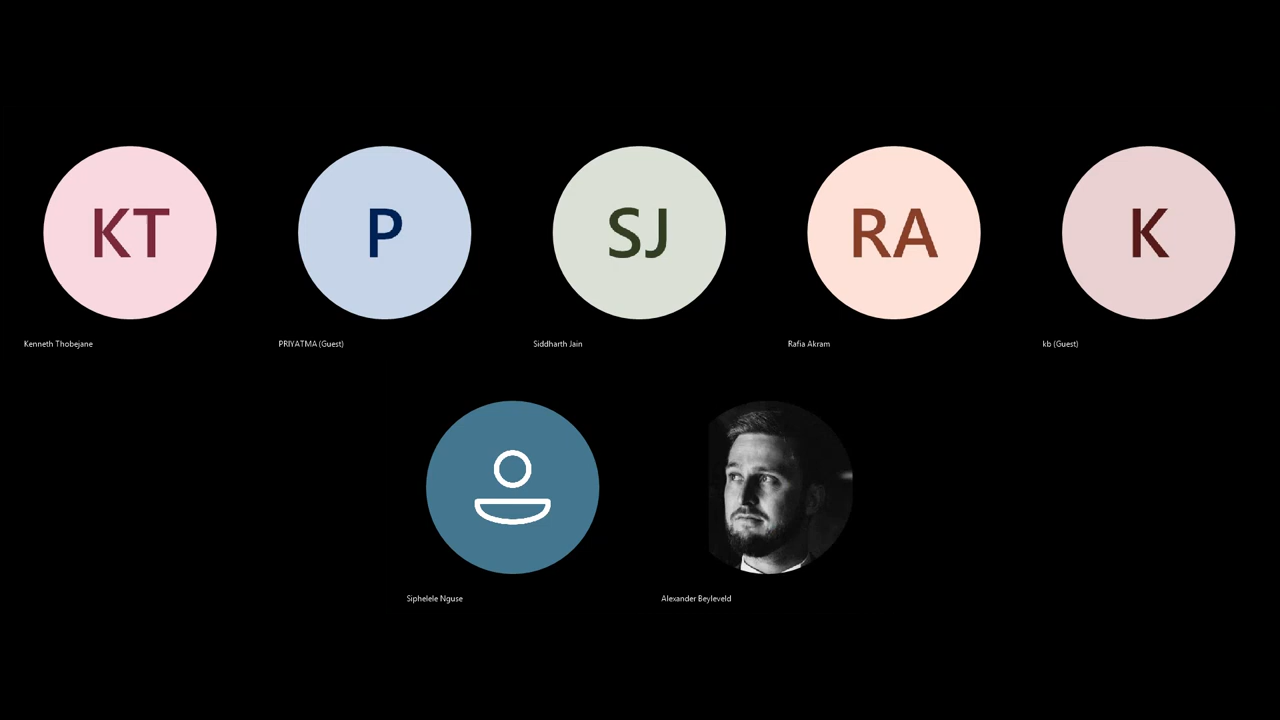 KT
P
SJ
RA
K
Kenneth Thobejane
PRIYATMA (Guest)
Siddharth Jain
Rafia Akram
kb (Guest)
Siphelele Nguse
Alexander Beyleveld